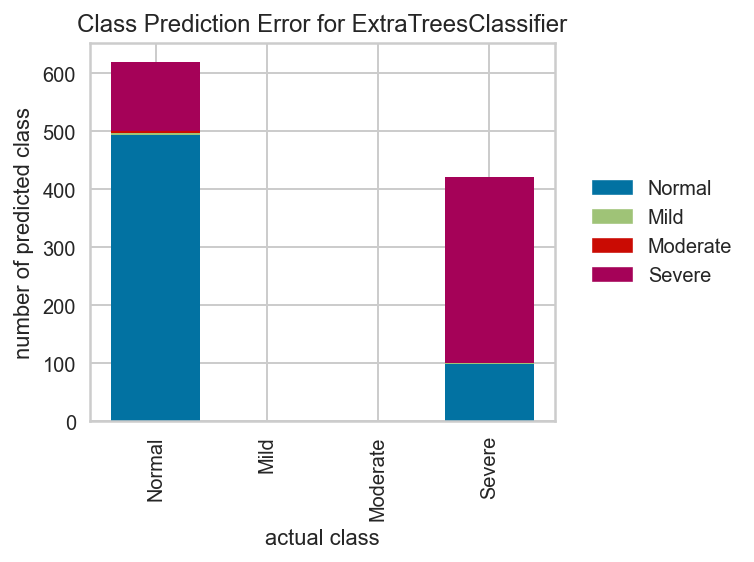 Class Prediction Error for ExtraTreesClassifier
number of predicted class
600
500
400
300
200
100
0
Normal
Mild
Moderate
Severe
actual class
Normal
Mild
Moderate
Severe